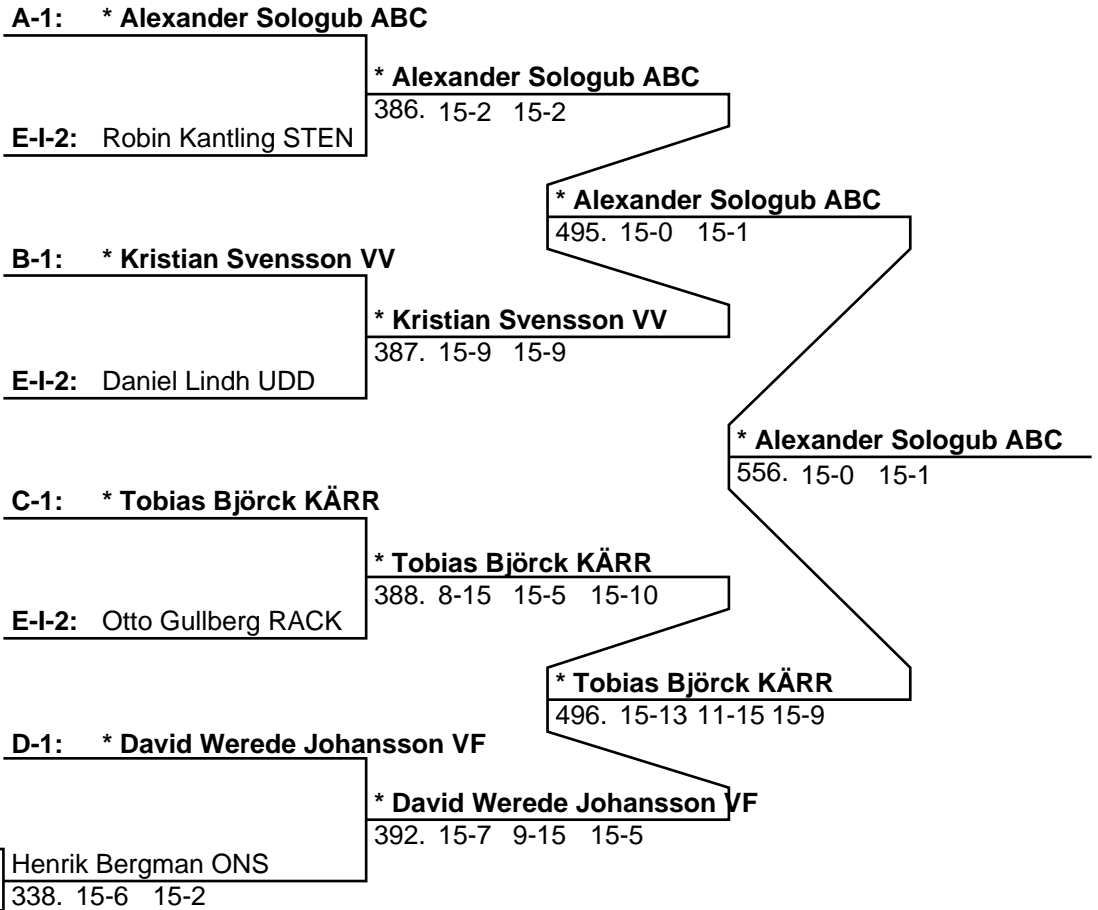 A-1: * Alexander Sologub ABC
* Alexander Sologub ABC
386. 15-2 15-2
E-I-2: Robin Kantling STEN
* Alexander Sologub ABC
495. 15-0 15-1
B-1: * Kristian Svensson VV
* Kristian Svensson VV
387. 15-9 15-9
E-I-2: Daniel Lindh UDD
* Alexander Sologub ABC
556. 15-0 15-1
C-1: * Tobias Björck KÄRR
* Tobias Björck KÄRR
388. 8-15 15-5 15-10
E-I-2: Otto Gullberg RACK
* Tobias Björck KÄRR
496. 15-13 11-15 15-9
D-1: * David Werede Johansson VF
* David Werede Johansson VF
392. 15-7 9-15 15-5
Henrik Bergman ONS
338. 15-6 15-2